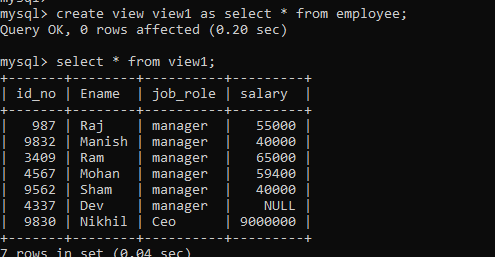 mysql>
mysql> create view view1 as select * from employee;
Query OK, 0 rows affected (0.20 sec)
mysql> select * from view1;
+-------+--------+----------+---------+
| id_no | Ename  | job_role | salary  |
+-------+--------+----------+---------+
|   987 | Raj    | manager  |   55000 |
|  9832 | Manish | manager  |   40000 |
|  3409 | Ram    | manager  |   65000 |
|  4567 | Mohan  | manager  |   59400 |
|  9562 | Sham   | manager  |   40000 |
|  4337 | Dev    | manager  |    NULL |
|  9830 | Nikhil | Ceo      | 9000000 |
+-------+--------+----------+---------+
7 rows in set (0.04 sec)